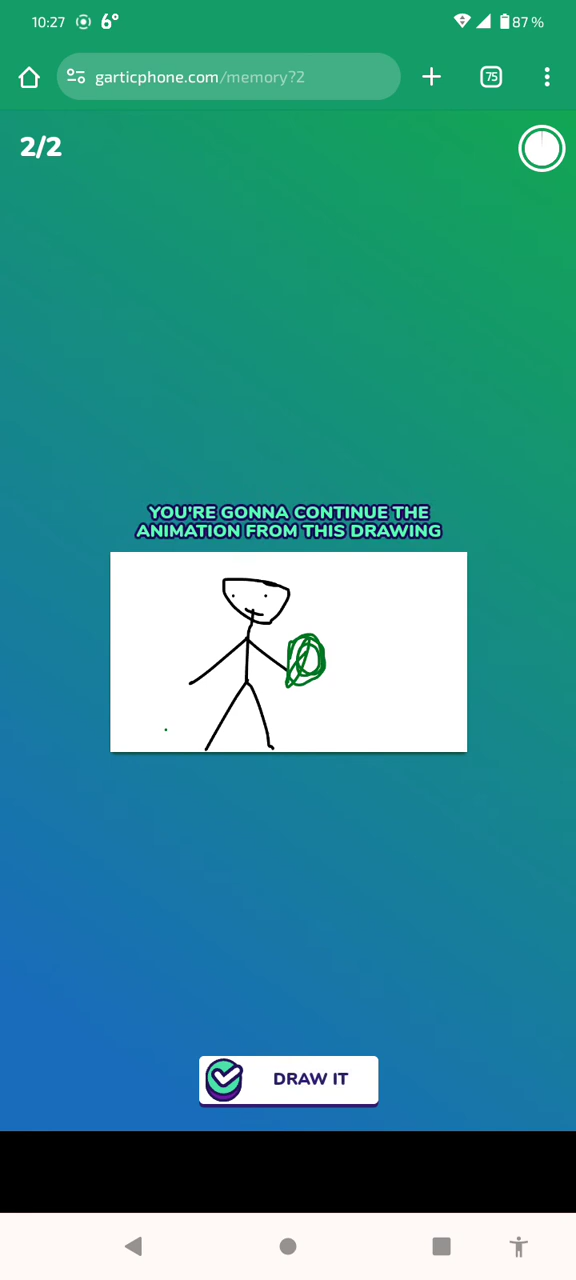 10:27 6° 87 %
garticphone.com/memory?2 75
2/2
YOU'RE GONNA CONTINUE THE
ANIMATION FROM THIS DRAWING
DRAW IT